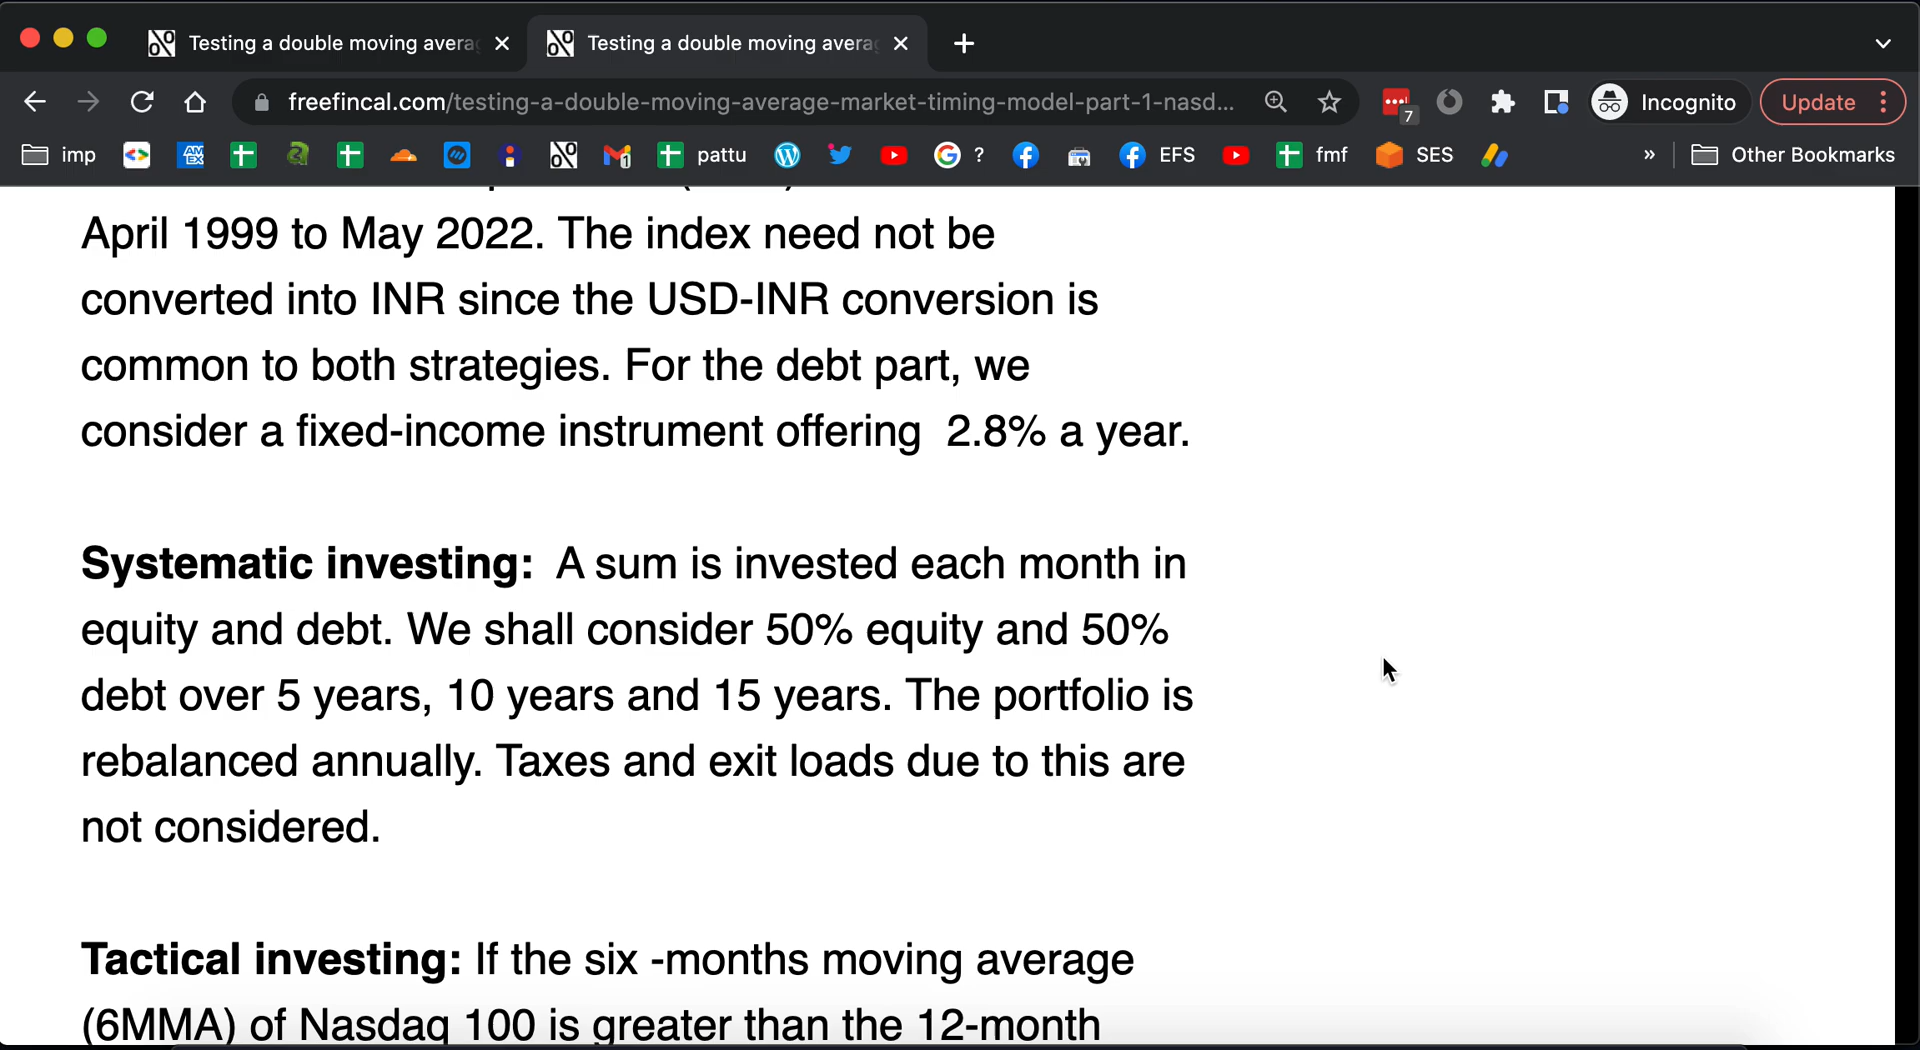 Testing a double moving avera
Testing a double moving avera
freefincal.com/testing-a-double-moving-average-market-timing-model-part-1-nasd...
7
Incognito
Update
imp
AM
EX
1
pattu
G ?
EFS
fmf
SES
»
Other Bookmarks
April 1999 to May 2022. The index need not be
converted into INR since the USD-INR conversion is
common to both strategies. For the debt part, we
consider a fixed-income instrument offering 2.8% a year.
Systematic investing: A sum is invested each month in
equity and debt. We shall consider 50% equity and 50%
debt over 5 years, 10 years and 15 years. The portfolio is
rebalanced annually. Taxes and exit loads due to this are
not considered.
Tactical investing: If the six -months moving average
(6MMA) of Nasdaq 100 is greater than the 12-month